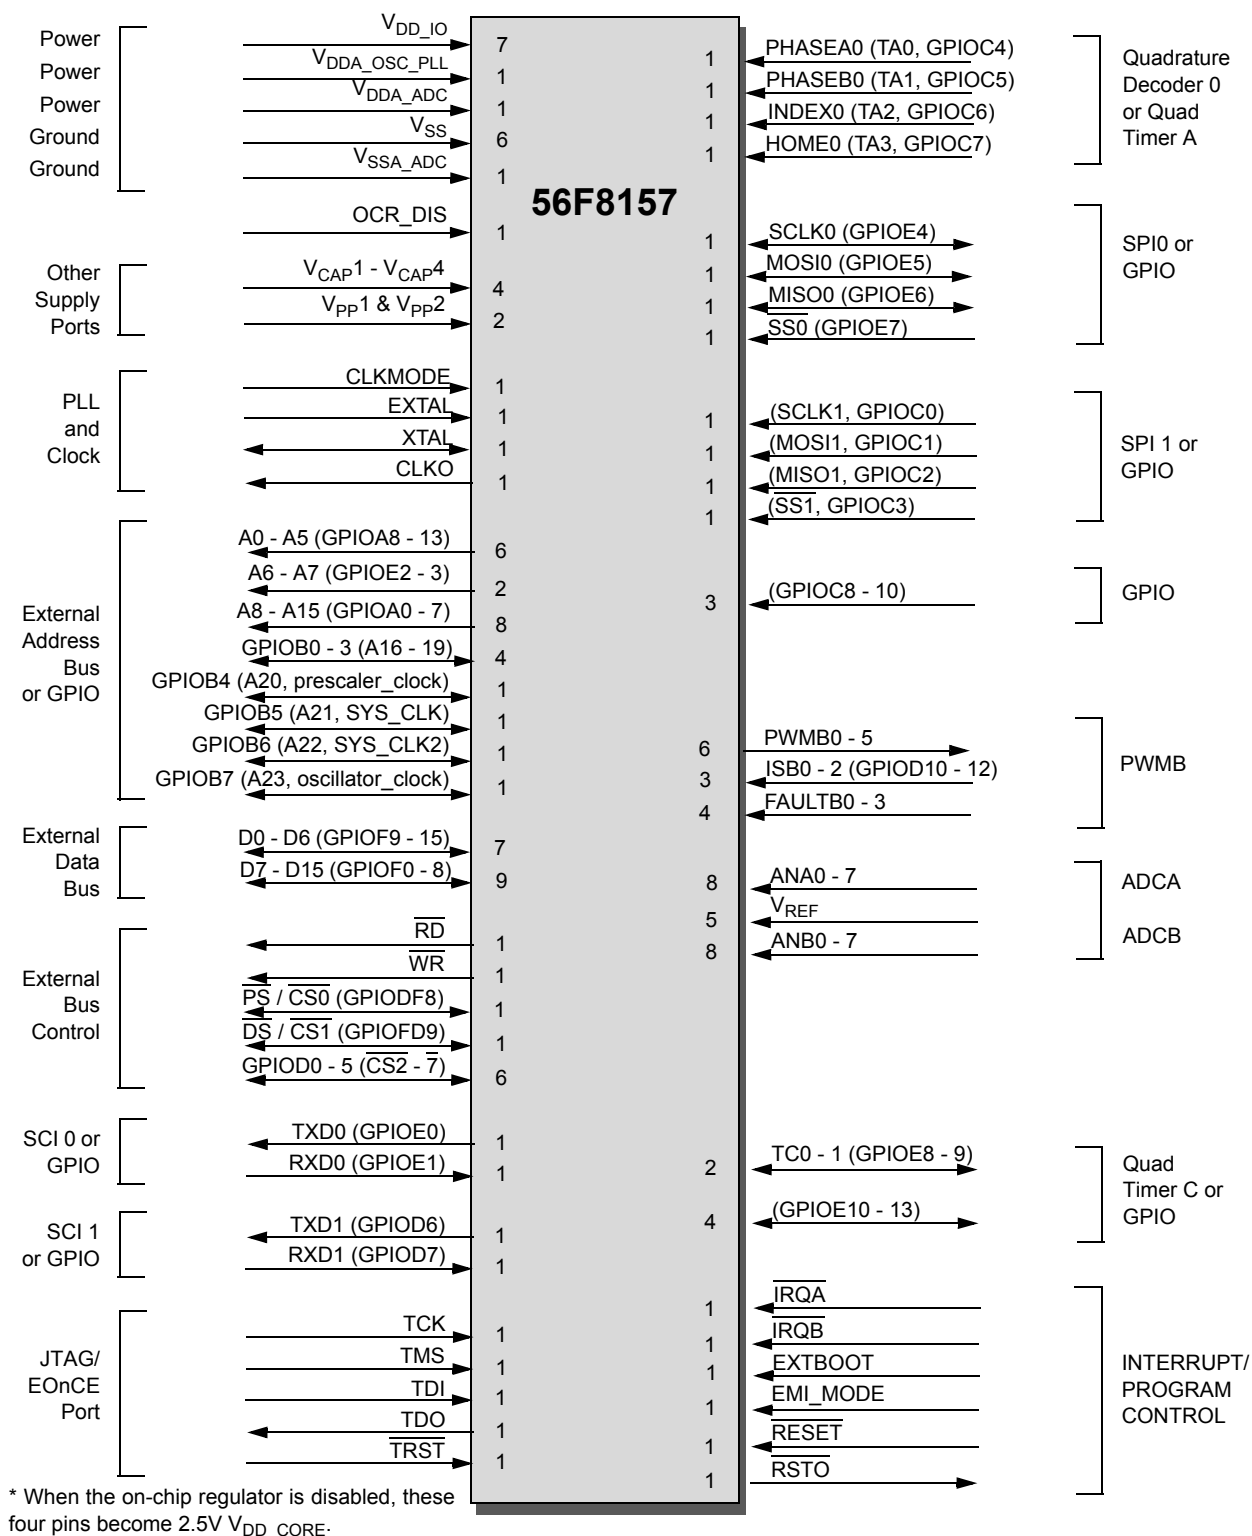 56F8157
Power
V_DD_IO
7
Power
V_DDA_OSC_PLL
1
Power
V_DDA_ADC
1
Ground
V_SS
6
Ground
V_SSA_ADC
1
OCR_DIS
1
Other
Supply
Ports
V_CAP1 - V_CAP4
4
V_PP1 & V_PP2
2
PLL
and
Clock
CLKMODE
1
EXTAL
1
XTAL
1
CLKO
1
External
Address
Bus
or GPIO
A0 - A5 (GPIOA8 - 13)
6
A6 - A7 (GPIOE2 - 3)
2
A8 - A15 (GPIOA0 - 7)
8
GPIOB0 - 3 (A16 - 19)
4
GPIOB4 (A20, prescaler_clock)
1
GPIOB5 (A21, SYS_CLK)
1
GPIOB6 (A22, SYS_CLK2)
1
GPIOB7 (A23, oscillator_clock)
1
External
Data
Bus
D0 - D6 (GPIOF9 - 15)
7
D7 - D15 (GPIOF0 - 8)
9
External
Bus
Control
RD
1
WR
1
PS / CS0 (GPIODF8)
1
DS / CS1 (GPIOFD9)
1
GPIOD0 - 5 (CS2 - 7)
6
SCI 0 or
GPIO
TXD0 (GPIOE0)
1
RXD0 (GPIOE1)
1
SCI 1
or GPIO
TXD1 (GPIOD6)
1
RXD1 (GPIOD7)
1
JTAG/
EOnCE
Port
TCK
1
TMS
1
TDI
1
TDO
1
TRST
1
* When the on-chip regulator is disabled, these
four pins become 2.5V V_DD_CORE.
1
PHASEA0 (TA0, GPIOC4)
1
PHASEB0 (TA1, GPIOC5)
1
INDEX0 (TA2, GPIOC6)
1
HOME0 (TA3, GPIOC7)
Quadrature
Decoder 0
or Quad
Timer A
1
SCLK0 (GPIOE4)
1
MOSI0 (GPIOE5)
1
MISO0 (GPIOE6)
1
SS0 (GPIOE7)
SPI0 or
GPIO
1
(SCLK1, GPIOC0)
1
(MOSI1, GPIOC1)
1
(MISO1, GPIOC2)
1
(SS1, GPIOC3)
SPI 1 or
GPIO
3
(GPIOC8 - 10)
GPIO
6
PWMB0 - 5
3
ISB0 - 2 (GPIOD10 - 12)
4
FAULTB0 - 3
PWMB
8
ANA0 - 7
5
V_REF
8
ANB0 - 7
ADCA
ADCB
2
TC0 - 1 (GPIOE8 - 9)
4
(GPIOE10 - 13)
Quad
Timer C or
GPIO
1
IRQA
1
IRQB
1
EXTBOOT
1
EMI_MODE
1
RESET
1
RSTO
INTERRUPT/
PROGRAM
CONTROL